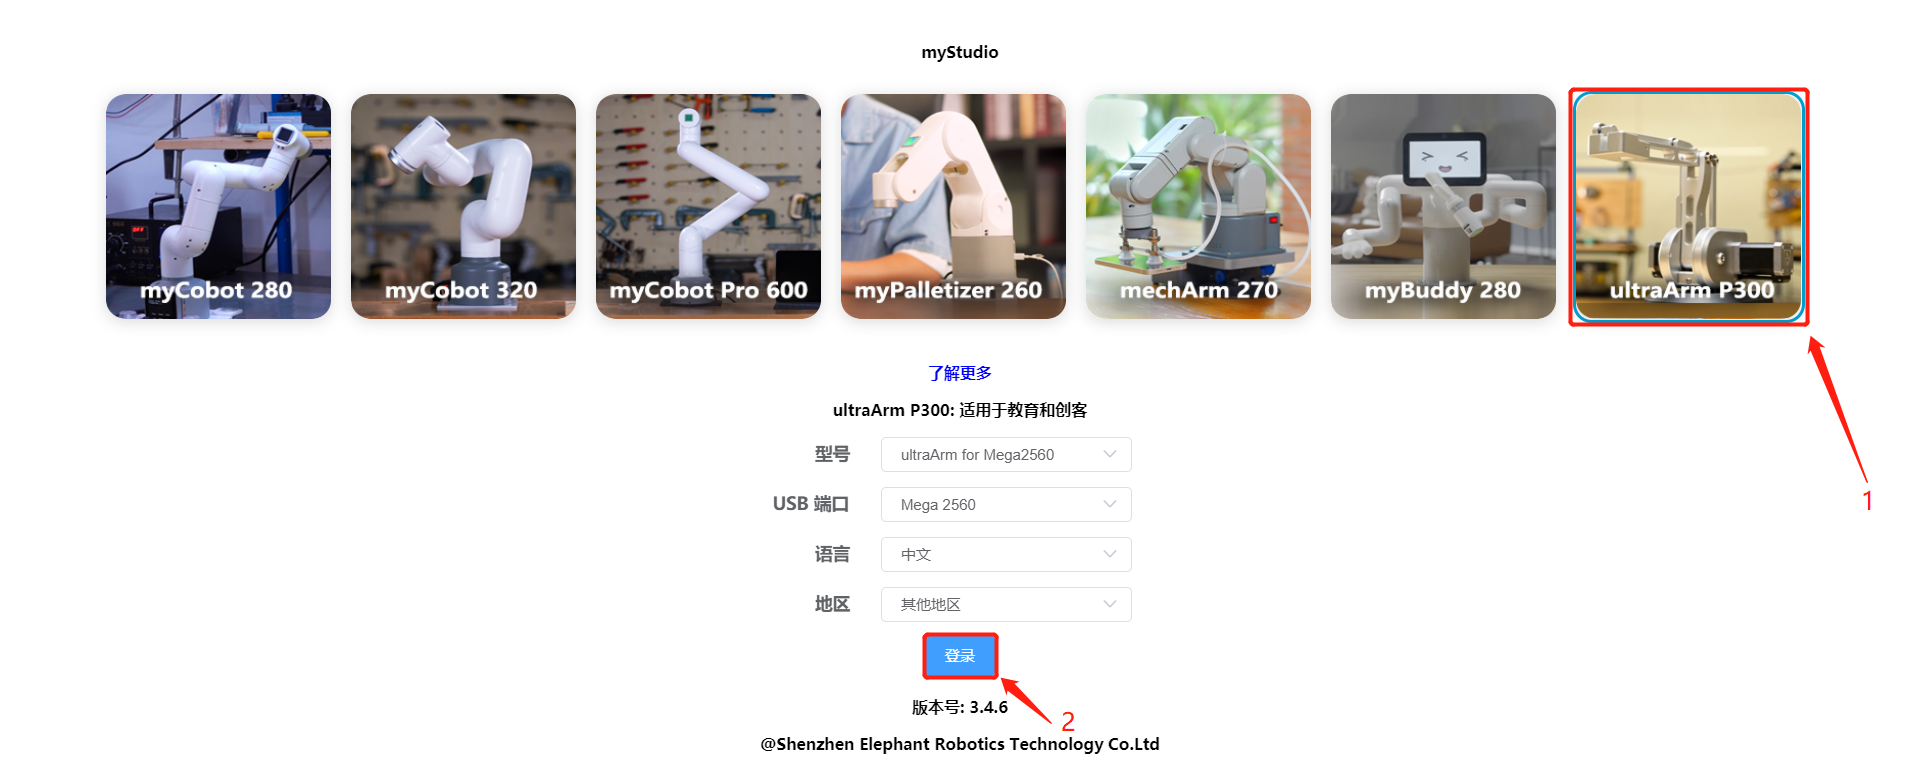 myStudio
myCobot 280
myCobot 320
myCobot Pro 600
myPalletizer 260
mechArm 270
myBuddy 280
ultraArm P300
1
了解更多
ultraArm P300: 适用于教育和创客
型号 ultraArm for Mega2560
USB 端口 Mega 2560
语言 中文
地区 其他地区
登录
2
版本号: 3.4.6
@Shenzhen Elephant Robotics Technology Co.Ltd